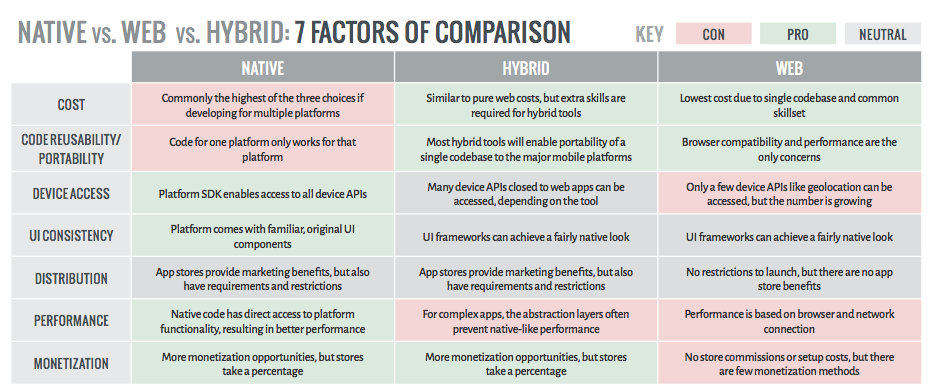 NATIVE vs. WEB vs. HYBRID: 7 FACTORS OF COMPARISON
KEY CON PRO NEUTRAL
NATIVE HYBRID WEB
COST
Commonly the highest of the three choices if
developing for multiple platforms
Similar to pure web costs, but extra skills are
required for hybrid tools
Lowest cost due to single codebase and common
skillset
CODE REUSABILITY/
PORTABILITY
Code for one platform only works for that
platform
Most hybrid tools will enable portability of a
single codebase to the major mobile platforms
Browser compatibility and performance are the
only concerns
DEVICE ACCESS
Platform SDK enables access to all device APIs
Many device APIs closed to web apps can be
accessed, depending on the tool
Only a few device APIs like geolocation can be
accessed, but the number is growing
UI CONSISTENCY
Platform comes with familiar, original UI
components
UI frameworks can achieve a fairly native look
UI frameworks can achieve a fairly native look
DISTRIBUTION
App stores provide marketing benefits, but also
have requirements and restrictions
App stores provide marketing benefits, but also
have requirements and restrictions
No restrictions to launch, but there are no app
store benefits
PERFORMANCE
Native code has direct access to platform
functionality, resulting in better performance
For complex apps, the abstraction layers often
prevent native-like performance
Performance is based on browser and network
connection
MONETIZATION
More monetization opportunities, but stores
take a percentage
More monetization opportunities, but stores
take a percentage
No store commissions or setup costs, but there
are few monetization methods